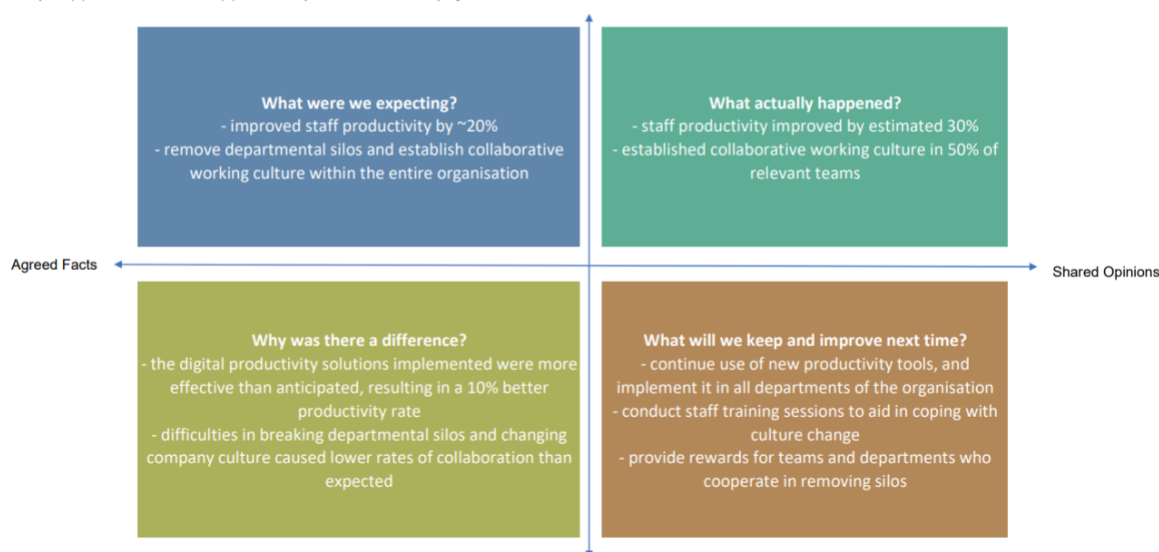 What were we expecting?
- improved staff productivity by ~20%
- remove departmental silos and establish collaborative
working culture within the entire organisation
What actually happened?
- staff productivity improved by estimated 30%
- established collaborative working culture in 50% of
relevant teams
Agreed Facts
Shared Opinions
Why was there a difference?
- the digital productivity solutions implemented were more
effective than anticipated, resulting in a 10% better
productivity rate
- difficulties in breaking departmental silos and changing
company culture caused lower rates of collaboration than
expected
What will we keep and improve next time?
- continue use of new productivity tools, and
implement it in all departments of the organisation
- conduct staff training sessions to aid in coping with
culture change
- provide rewards for teams and departments who
cooperate in removing silos